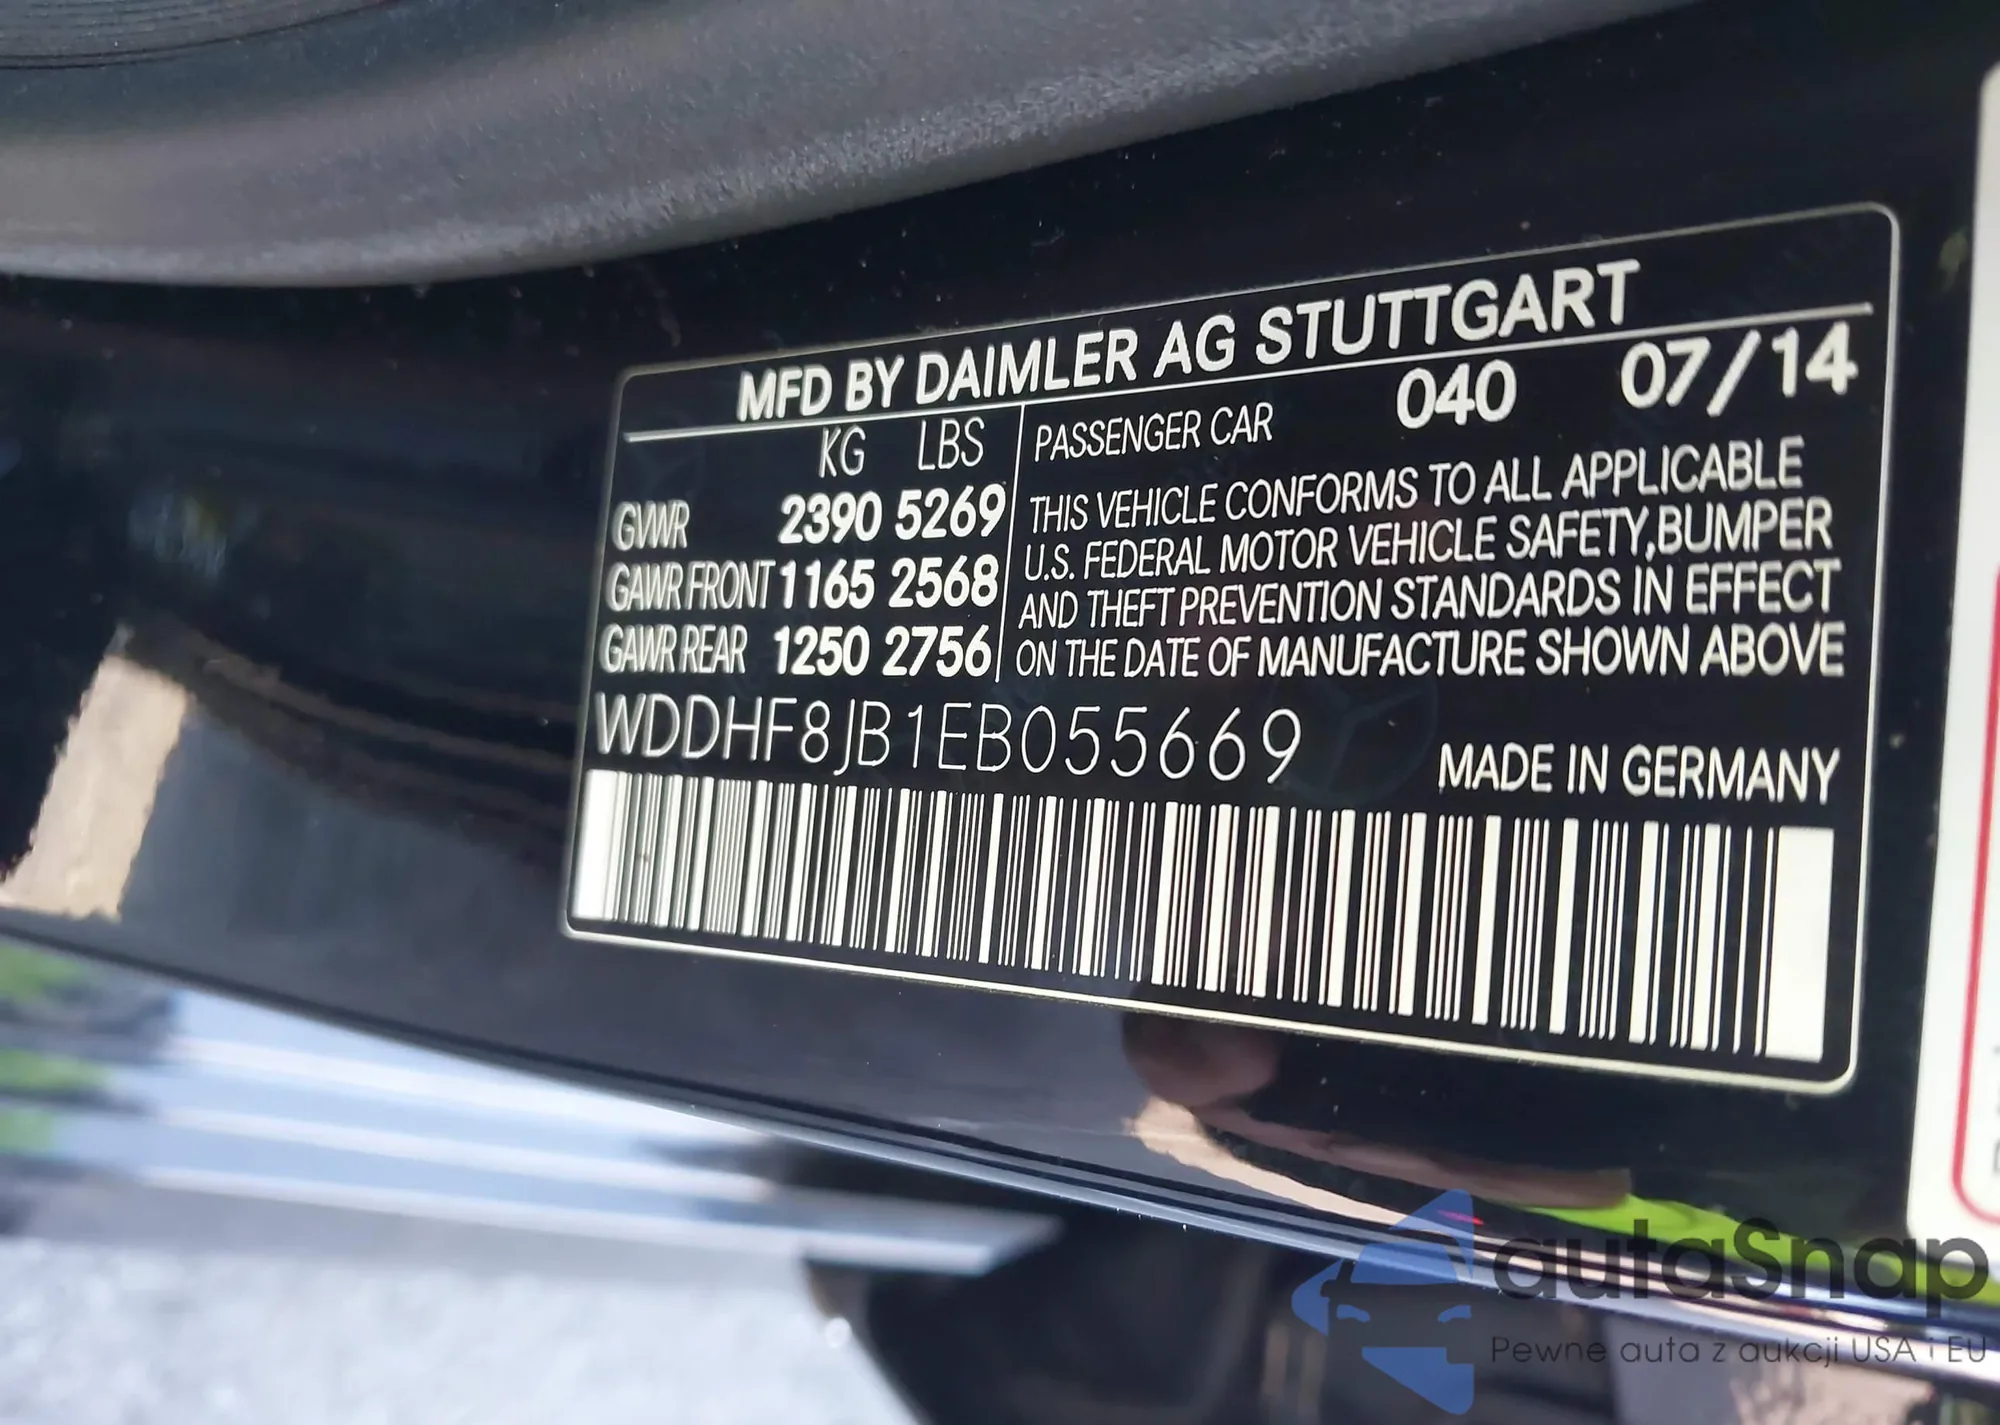 MFD BY DAIMLER AG STUTTGART
KG LBS
GVWR 2390 5269
GAWR FRONT 1165 2568
GAWR REAR 1250 2756
PASSENGER CAR 040 07/14
THIS VEHICLE CONFORMS TO ALL APPLICABLE
U.S. FEDERAL MOTOR VEHICLE SAFETY,BUMPER
AND THEFT PREVENTION STANDARDS IN EFFECT
ON THE DATE OF MANUFACTURE SHOWN ABOVE
WDDHF8JB1EB055669
MADE IN GERMANY
autaSnap
Pewne auta z aukcji USA i EU